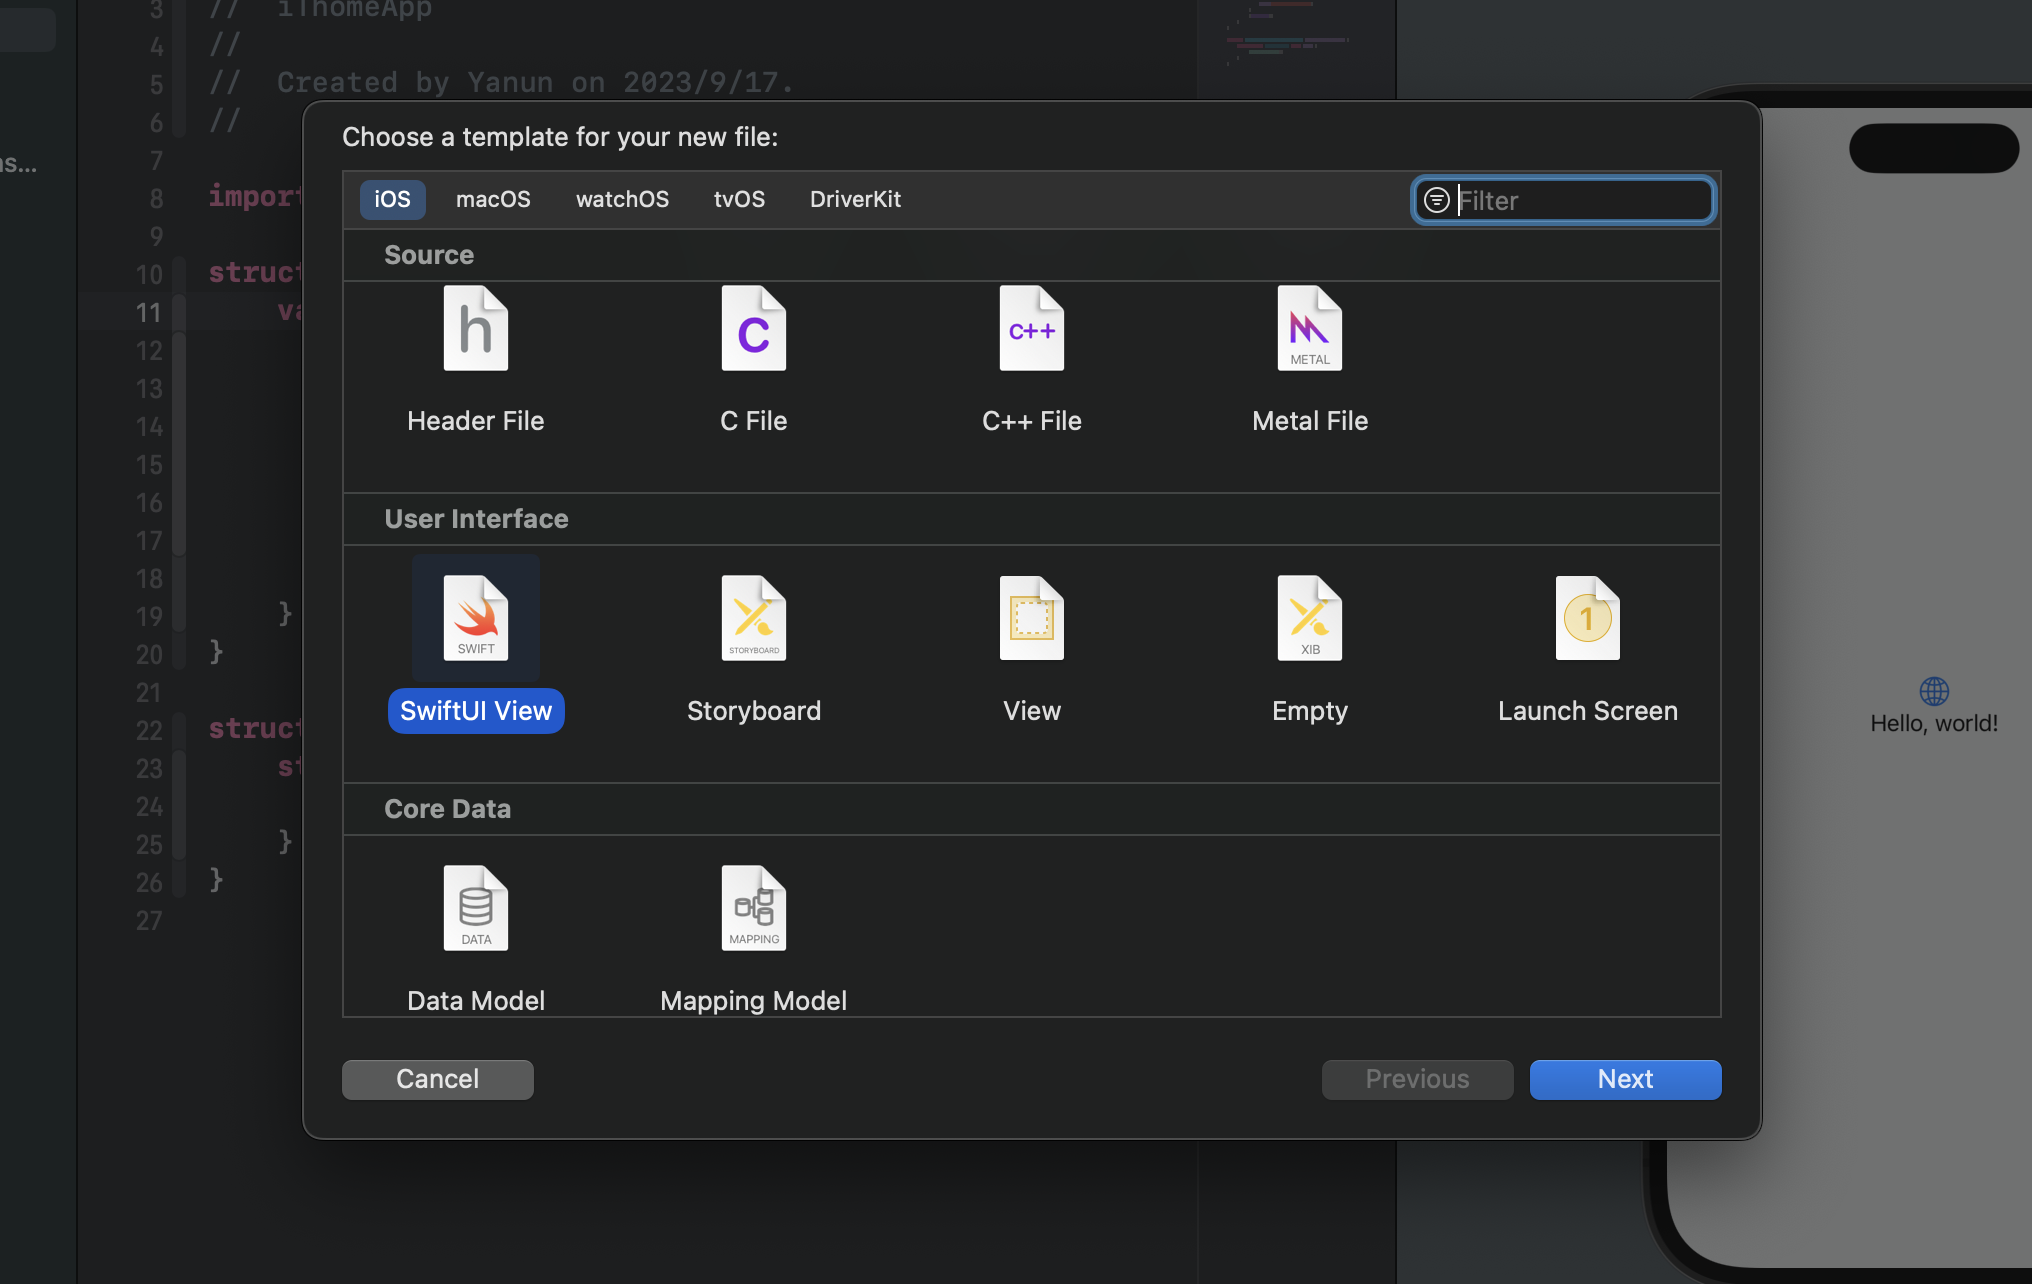 3 // iThomeApp
4 //
5 // Created by Yanun on 2023/9/17.
6 //
7
8 import
9
10 struct
11 va
12
13
14
15
16
17
18
19 }
20 }
21
22 struct
23 st
24
25 }
26 }
27
as...
Choose a template for your new file:
iOS macOS watchOS tvOS DriverKit Filter
Source
h C C++ METAL
Header File C File C++ File Metal File
User Interface
SWIFT STORYBOARD XIB 1
SwiftUI View Storyboard View Empty Launch Screen
Core Data
DATA MAPPING
Data Model Mapping Model
Cancel Previous Next
Hello, world!